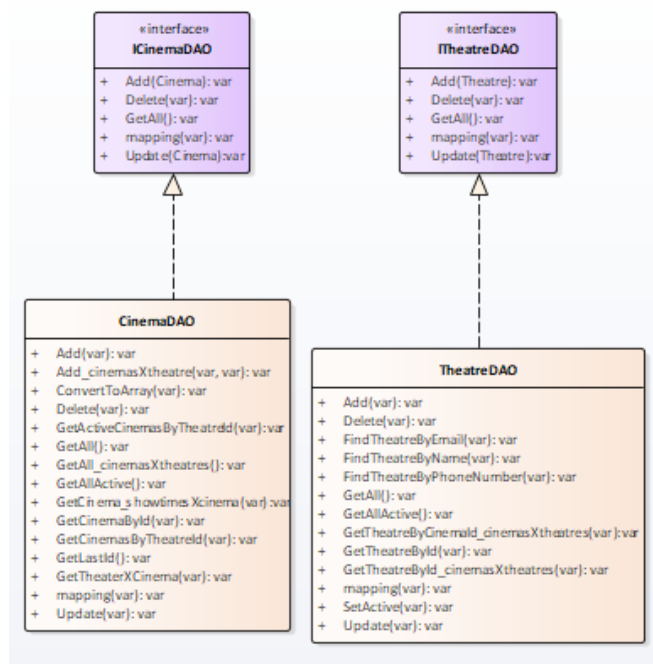 «interface»
ICinemaDAO
+ Add(Cinema): var
+ Delete(var): var
+ GetAll(): var
+ mapping(var): var
+ Update(Cinema):var
«interface»
ITheatreDAO
+ Add(Theatre): var
+ Delete(var): var
+ GetAll(): var
+ mapping(var): var
+ Update(Theatre):var
CinemaDAO
+ Add(var): var
+ Add_cinemasXtheatre(var, var): var
+ ConvertToArray(var): var
+ Delete(var): var
+ GetActiveCinemasByTheatreId(var):var
+ GetAll(): var
+ GetAll_cinemasXtheatres(): var
+ GetAllActive(): var
+ GetCinema_showtimesXcinema(var):var
+ GetCinemaById(var): var
+ GetCinemasByTheatreId(var): var
+ GetLastId(): var
+ GetTheaterXCinema(var): var
+ mapping(var): var
+ Update(var): var
TheatreDAO
+ Add(var): var
+ Delete(var): var
+ FindTheatreByEmail(var): var
+ FindTheatreByName(var): var
+ FindTheatreByPhoneNumber(var): var
+ GetAll(): var
+ GetAllActive(): var
+ GetTheatreByCinemaId_cinemasXtheatres(var):var
+ GetTheatreById(var): var
+ GetTheatreById_cinemasXtheatres(var): var
+ mapping(var): var
+ SetActive(var): var
+ Update(var): var